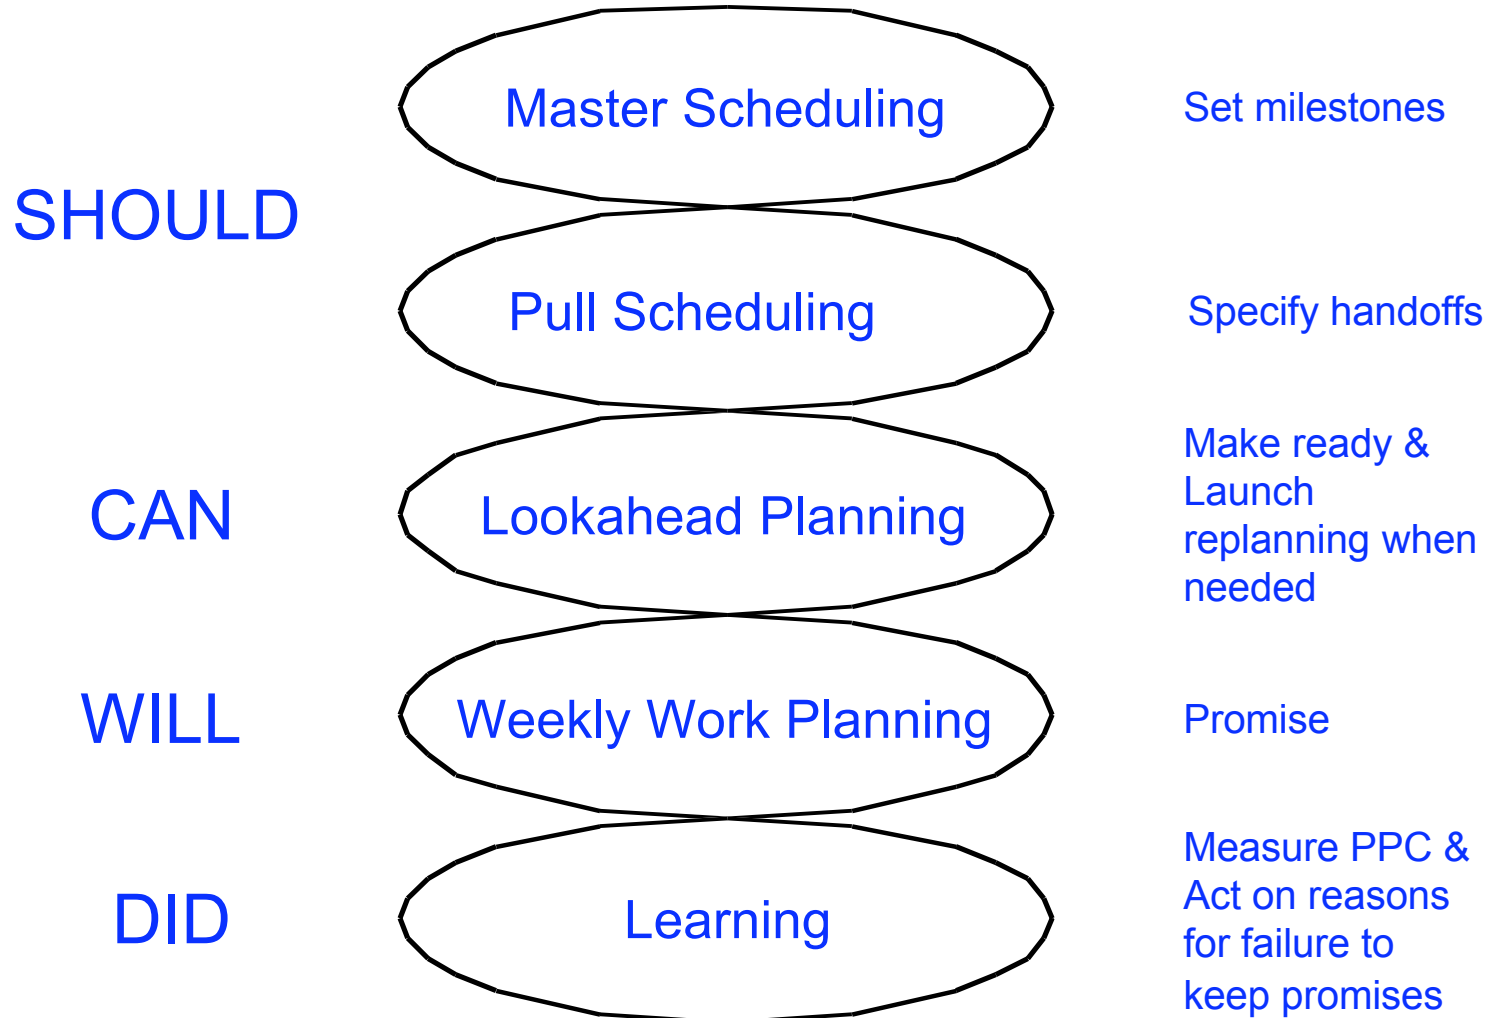 Master Scheduling
Set milestones
SHOULD
Pull Scheduling
Specify handoffs
CAN
Lookahead Planning
Make ready &
Launch
replanning when
needed
WILL
Weekly Work Planning
Promise
DID
Learning
Measure PPC &
Act on reasons
for failure to
keep promises